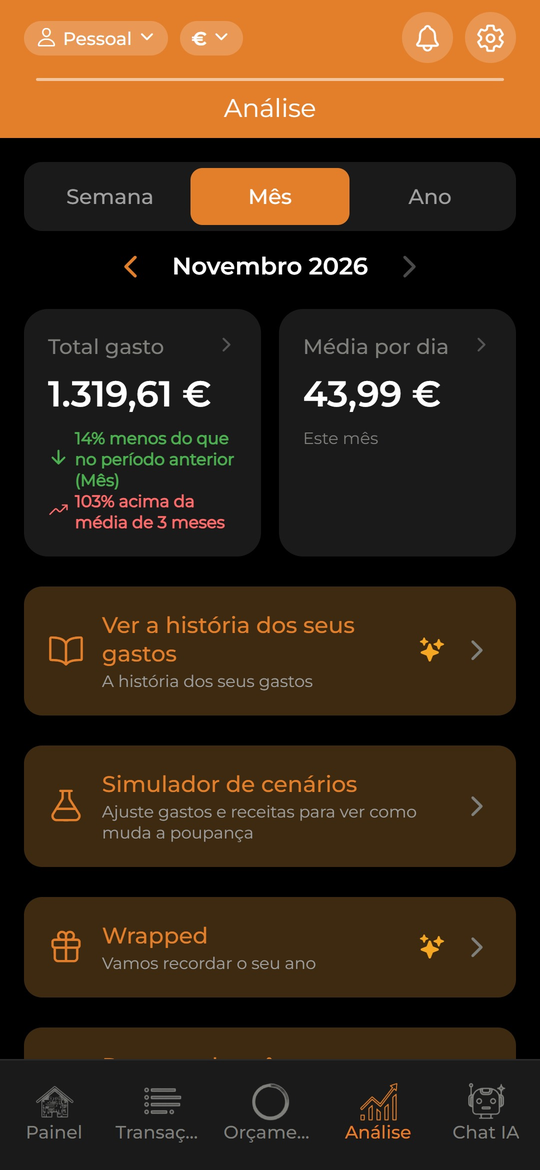 Pessoal
€
Análise
Semana
Mês
Ano
Novembro 2026
Total gasto
1.319,61 €
14% menos do que
no período anterior
(Mês)
103% acima da
média de 3 meses
Média por dia
43,99 €
Este mês
Ver a história dos seus
gastos
A história dos seus gastos
Simulador de cenários
Ajuste gastos e receitas para ver como
muda a poupança
Wrapped
Vamos recordar o seu ano
Painel
Transaç...
Orçame...
Análise
Chat IA